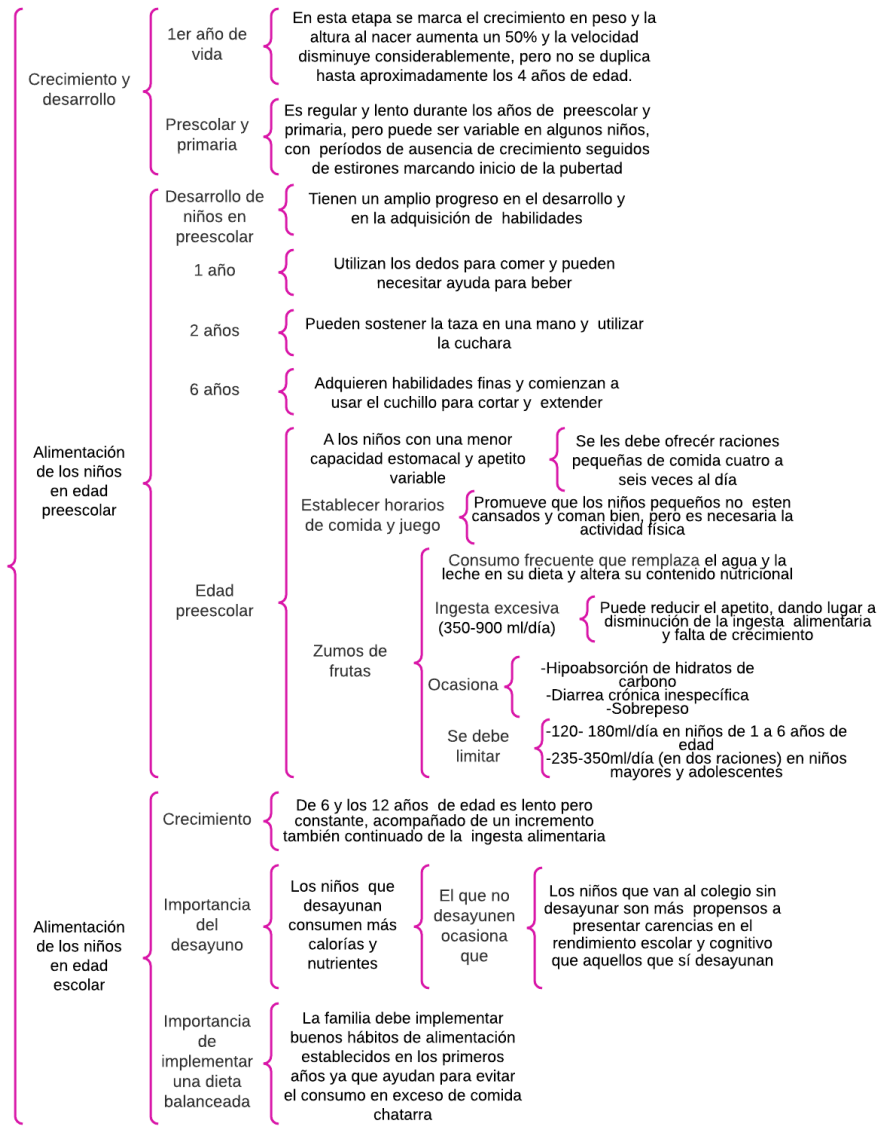 Crecimiento y
desarrollo
1er año de
vida
En esta etapa se marca el crecimiento en peso y la
altura al nacer aumenta un 50% y la velocidad
disminuye considerablemente, pero no se duplica
hasta aproximadamente los 4 años de edad.
Prescolar y
primaria
Es regular y lento durante los años de preescolar y
primaria, pero puede ser variable en algunos niños,
con períodos de ausencia de crecimiento seguidos
de estirones marcando inicio de la pubertad
Alimentación
de los niños
en edad
preescolar
Desarrollo de
niños en
preescolar
Tienen un amplio progreso en el desarrollo y
en la adquisición de habilidades
1 año
Utilizan los dedos para comer y pueden
necesitar ayuda para beber
2 años
Pueden sostener la taza en una mano y utilizar
la cuchara
6 años
Adquieren habilidades finas y comienzan a
usar el cuchillo para cortar y extender
Edad
preescolar
A los niños con una menor
capacidad estomacal y apetito
variable
Se les debe ofrecér raciones
pequeñas de comida cuatro a
seis veces al día
Establecer horarios
de comida y juego
Promueve que los niños pequeños no esten
cansados y coman bien, pero es necesaria la
actividad física
Zumos de
frutas
Consumo frecuente que remplaza el agua y la
leche en su dieta y altera su contenido nutricional
Ingesta excesiva
(350-900 ml/día)
Puede reducir el apetito, dando lugar a
disminución de la ingesta alimentaria
y falta de crecimiento
Ocasiona
-Hipoabsorción de hidratos de
carbono
-Diarrea crónica inespecífica
-Sobrepeso
Se debe
limitar
-120- 180ml/día en niños de 1 a 6 años de
edad
-235-350ml/día (en dos raciones) en niños
mayores y adolescentes
Alimentación
de los niños
en edad
escolar
Crecimiento
De 6 y los 12 años de edad es lento pero
constante, acompañado de un incremento
también continuado de la ingesta alimentaria
Importancia
del
desayuno
Los niños que
desayunan
consumen más
calorías y
nutrientes
El que no
desayunen
ocasiona
que
Los niños que van al colegio sin
desayunar son más propensos a
presentar carencias en el
rendimiento escolar y cognitivo
que aquellos que sí desayunan
Importancia
de
implementar
una dieta
balanceada
La familia debe implementar
buenos hábitos de alimentación
establecidos en los primeros
años ya que ayudan para evitar
el consumo en exceso de comida
chatarra